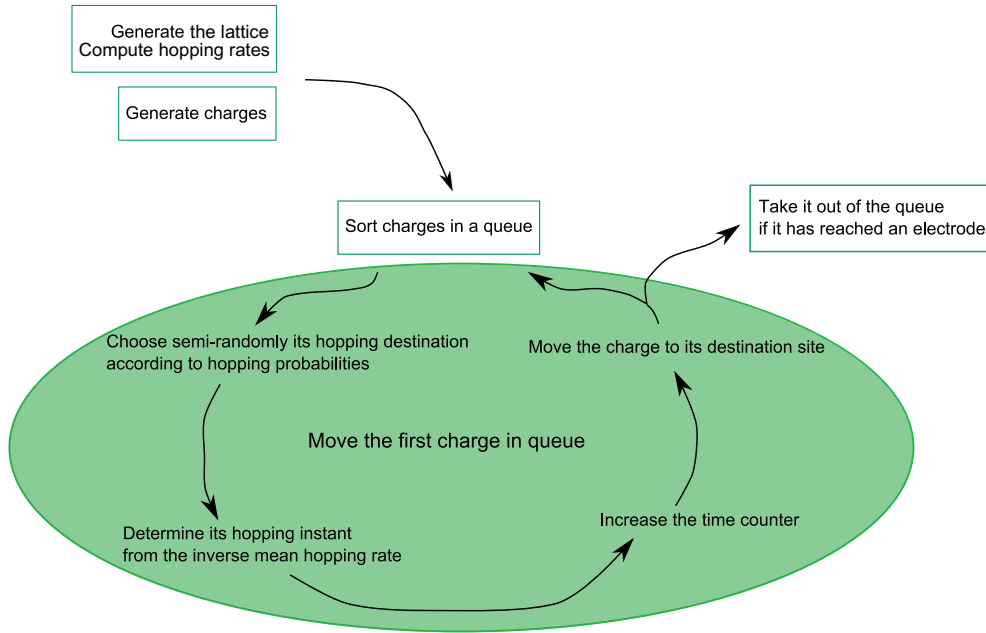 Generate the lattice
Compute hopping rates
Generate charges
Sort charges in a queue
Take it out of the queue
if it has reached an electrode
Choose semi-randomly its hopping destination
according to hopping probabilities
Move the charge to its destination site
Move the first charge in queue
Determine its hopping instant
from the inverse mean hopping rate
Increase the time counter